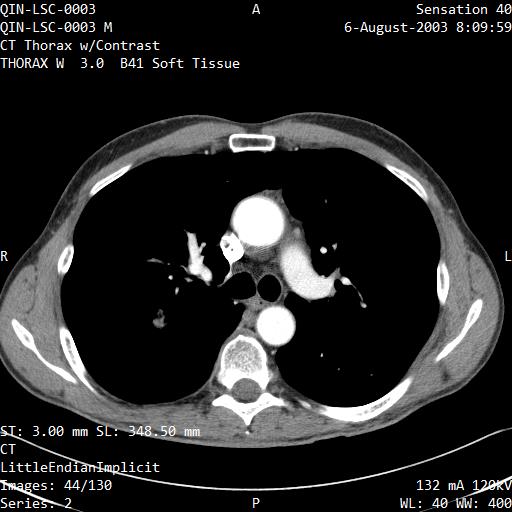 QIN-LSC-0003 A Sensation 40
QIN-LSC-0003 M 6-August-2003 8:09:59
CT Thorax w/Contrast
THORAX W 3.0 B41 Soft Tissue
R L
ST: 3.00 mm SL: 348.50 mm
CT
LittleEndianImplicit
Images: 44/130 132 mA 120kV
Series: 2 P WL: 40 WW: 400